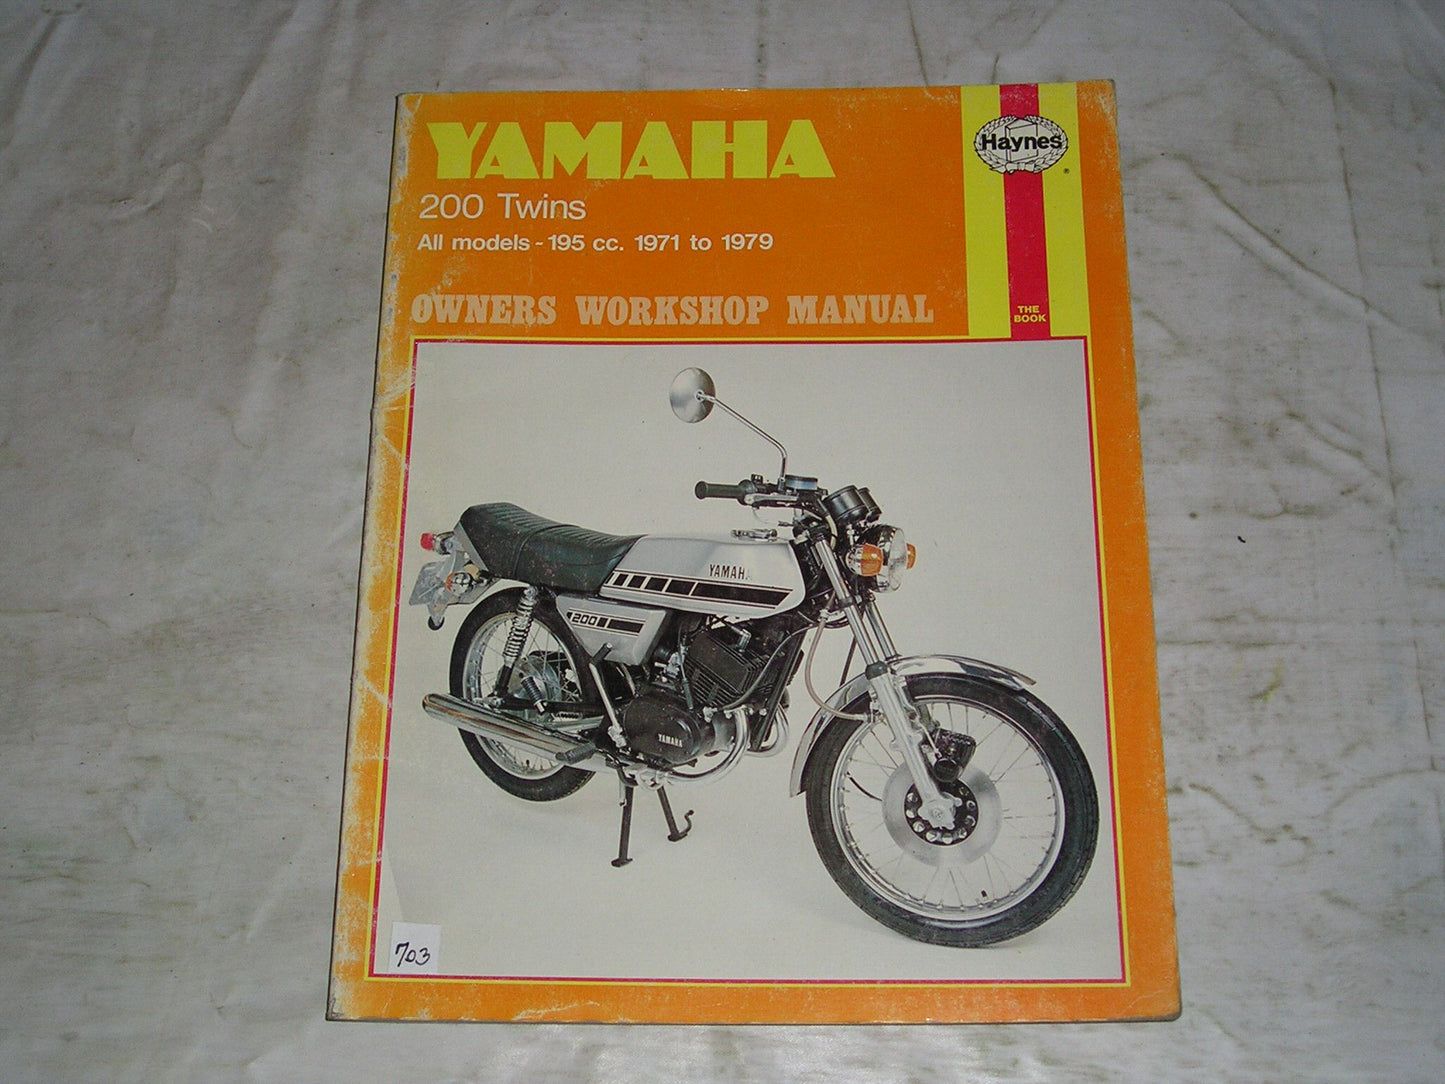 YAMAHA
Haynes
®
200 Twins
All models - 195 cc. 1971 to 1979
OWNERS WORKSHOP MANUAL
THE
BOOK
YAMAHA
200
YAMAHA
703